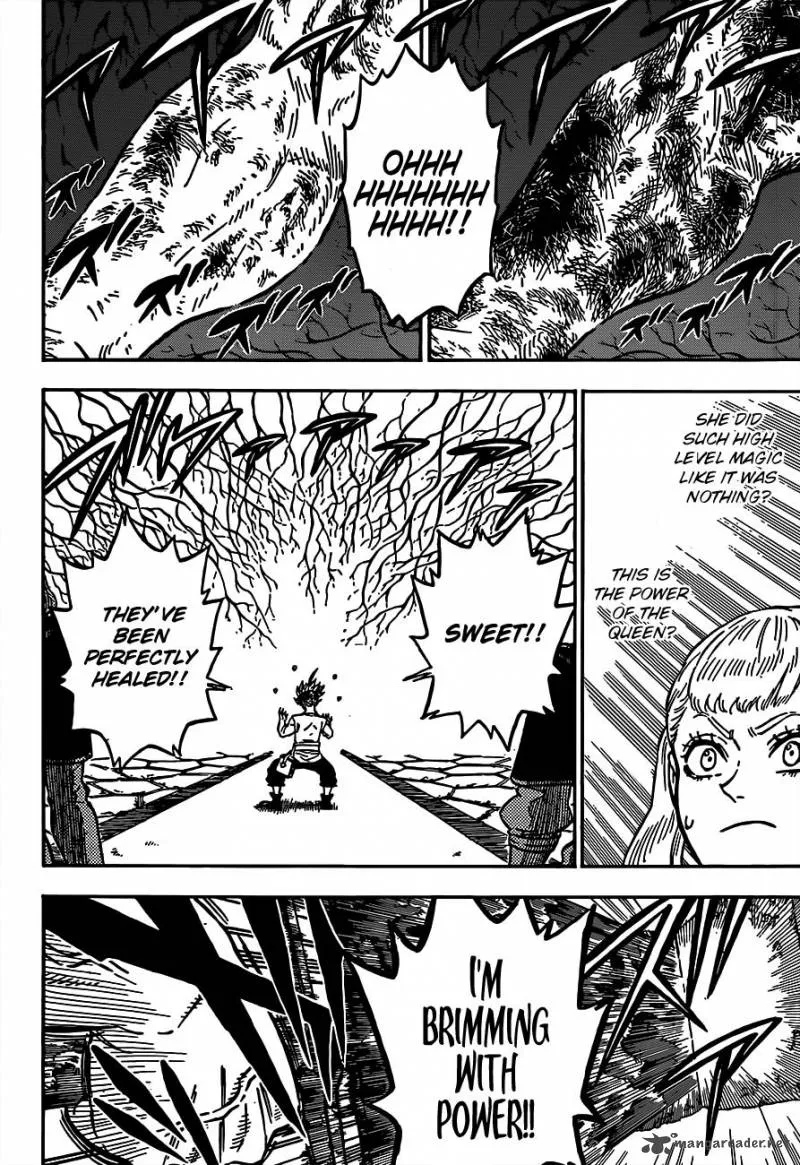 OHHH
HHHHHHH
HHHH!!
SHE DID
SUCH HIGH
LEVEL MAGIC
LIKE IT WAS
NOTHING?
THIS IS
THE POWER
OF THE
QUEEN?
SWEET!!
THEY'VE
BEEN
PERFECTLY
HEALED!!
I'M
BRIMMING
WITH
POWER!!
mangareader.net